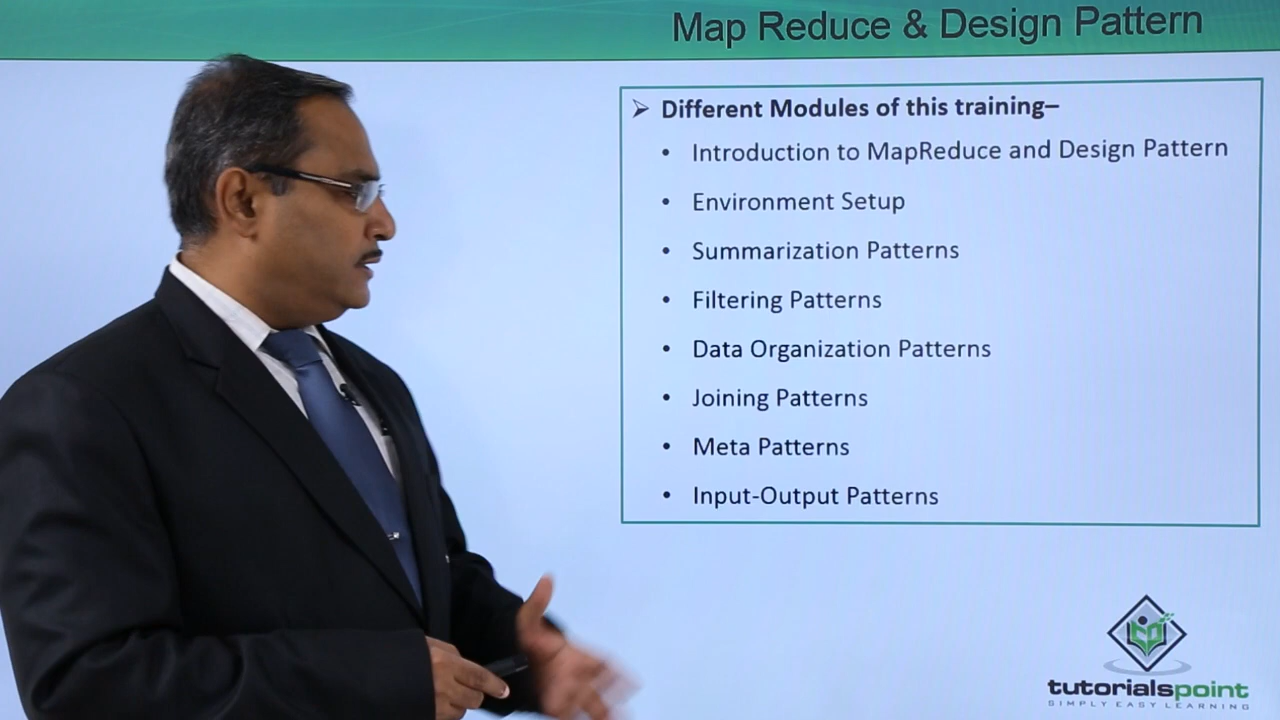 Map Reduce & Design Pattern
➢ Different Modules of this training–
• Introduction to MapReduce and Design Pattern
• Environment Setup
• Summarization Patterns
• Filtering Patterns
• Data Organization Patterns
• Joining Patterns
• Meta Patterns
• Input-Output Patterns
tutorialspoint
SIMPLY EASY LEARNING